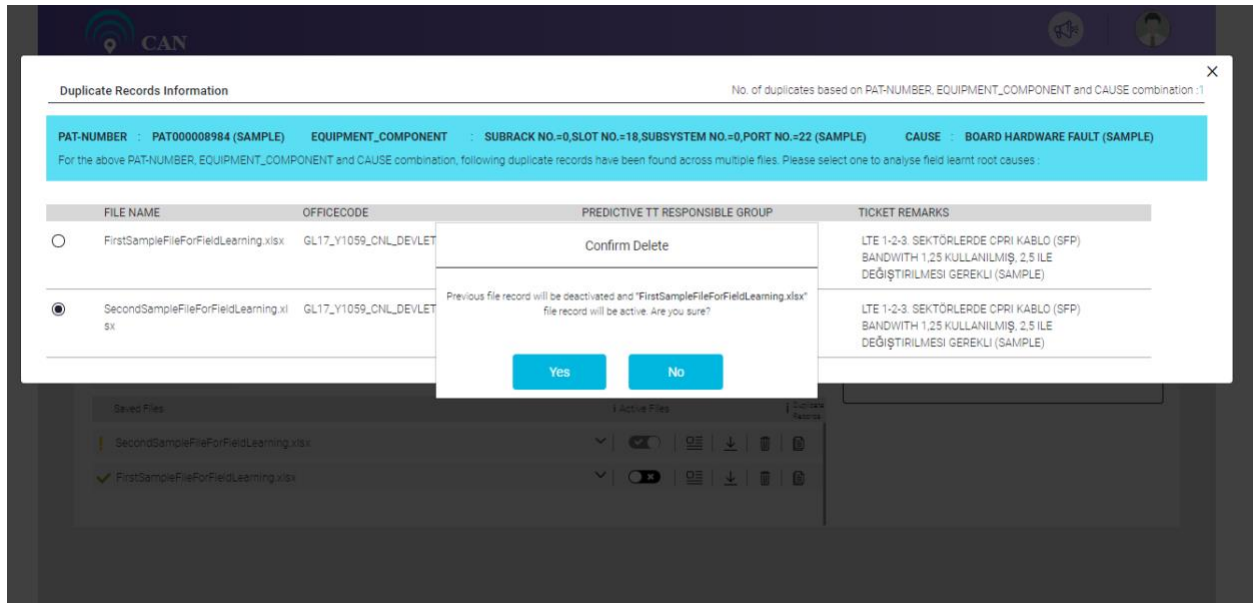 CAN
Duplicate Records Information
No. of duplicates based on PAT-NUMBER, EQUIPMENT_COMPONENT and CAUSE combination :1
PAT-NUMBER : PAT000008984 (SAMPLE) EQUIPMENT_COMPONENT : SUBRACK NO.=0,SLOT NO.=18,SUBSYSTEM NO.=0,PORT NO.=22 (SAMPLE) CAUSE : BOARD HARDWARE FAULT (SAMPLE)
For the above PAT-NUMBER, EQUIPMENT_COMPONENT and CAUSE combination, following duplicate records have been found across multiple files. Please select one to analyse field learnt root causes :
FILE NAME OFFICECODE PREDICTIVE TT RESPONSIBLE GROUP TICKET REMARKS
FirstSampleFileForFieldLearning.xlsx GL17_Y1059_CNL_DEVLET
LTE 1-2-3. SEKTÖRLERDE CPRI KABLO (SFP)
BANDWITH 1,25 KULLANILMIŞ, 2,5 ILE
DEĞIŞTIRILMESI GEREKLI (SAMPLE)
Confirm Delete
Previous file record will be deactivated and "FirstSampleFileForFieldLearning.xlsx"
file record will be active. Are you sure?
Yes No
SecondSampleFileForFieldLearning.xl
sx
GL17_Y1059_CNL_DEVLET
LTE 1-2-3. SEKTÖRLERDE CPRI KABLO (SFP)
BANDWITH 1,25 KULLANILMIŞ, 2,5 ILE
DEĞIŞTIRILMESI GEREKLI (SAMPLE)
Saved Files Active Files Duplicate
Records
SecondSampleFileForFieldLearning.xlsx
FirstSampleFileForFieldLearning.xlsx